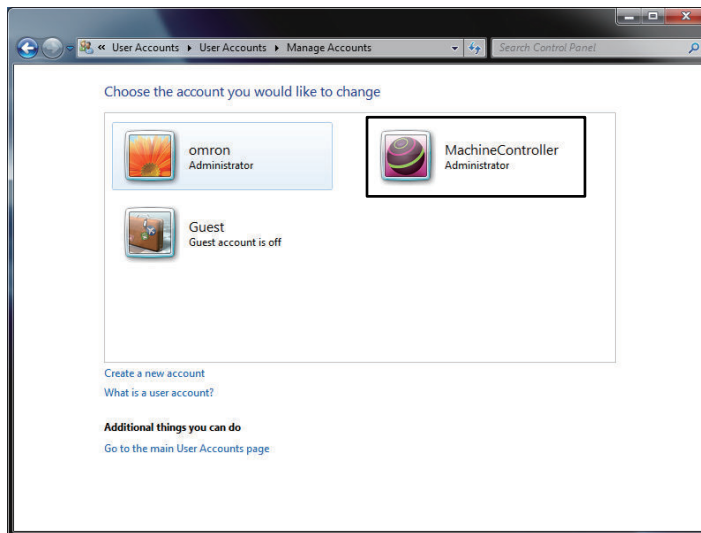 « User Accounts ▸ User Accounts ▸ Manage Accounts
Search Control Panel
Choose the account you would like to change
omron
Administrator
MachineController
Administrator
Guest
Guest account is off
Create a new account
What is a user account?
Additional things you can do
Go to the main User Accounts page